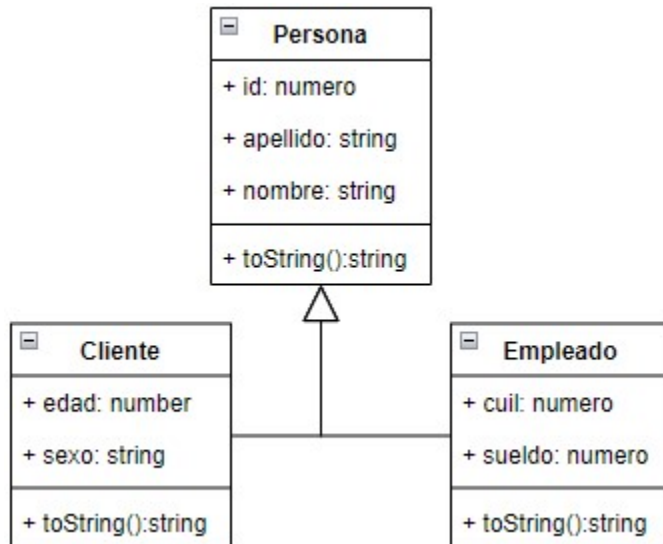 Persona
+ id: numero
+ apellido: string
+ nombre: string
+ toString():string
Cliente
+ edad: number
+ sexo: string
+ toString():string
Empleado
+ cuil: numero
+ sueldo: numero
+ toString():string